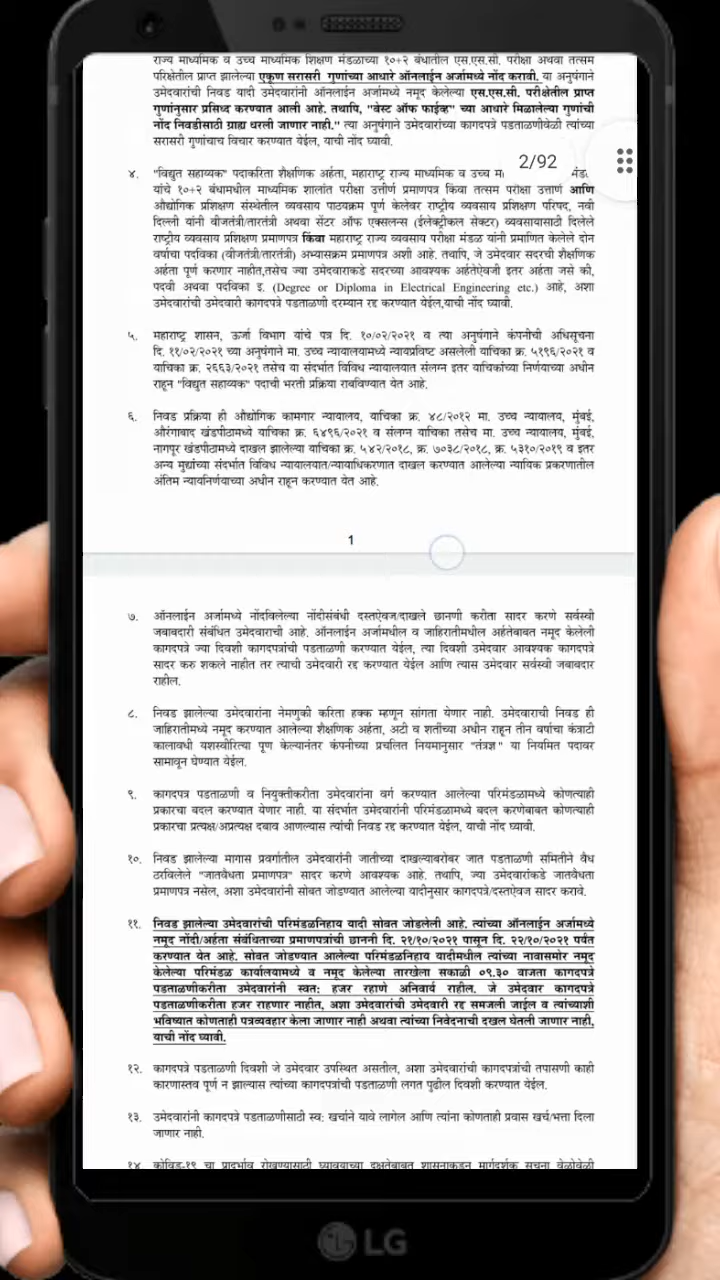 राज्य माध्यमिक व उच्च माध्यमिक शिक्षण मंडळाच्या १०+२ बंधातील एस.एस.सी. परीक्षा अथवा तत्सम
परिक्षेतील प्राप्त झालेल्या एकूण सरासरी गुणांच्या आधारे ऑनलाईन अर्जामध्ये नोंद करावी. या अनुषंगाने
उमेदवारांची निवड यादी उमेदवारांनी ऑनलाईन अर्जामध्ये नमूद केलेल्या एस.एस.सी. परीक्षेतील प्राप्त
गुणांनुसार प्रसिध्द करण्यात आली आहे. तथापि, "बेस्ट ऑफ फाईव्ह" च्या आधारे मिळालेल्या गुणांची
नोंद निवडीसाठी ग्राह्य धरली जाणार नाही." त्या अनुषंगाने उमेदवारांच्या कागदपत्रे पडताळणीवेळी त्यांच्या
सरासरी गुणांचाच विचार करण्यात येईल, याची नोंद घ्यावी.
2/92
४. "विद्युत सहाय्यक" पदाकरिता शैक्षणिक अर्हता, महाराष्ट्र राज्य माध्यमिक व उच्च
यांचे १०+२ बंधामधील माध्यमिक शालांत परीक्षा उत्तीर्ण प्रमाणपत्र किंवा तत्सम परीक्षा उत्तीर्ण आणि
औद्योगिक प्रशिक्षण संस्थेतील व्यवसाय पाठयक्रम पूर्ण केलेवर राष्ट्रीय व्यवसाय प्रशिक्षण परिषद, नवी
दिल्ली यांनी वीजतंत्री/तारतंत्री अथवा सेंटर ऑफ एक्सलन्स (ईलेक्ट्रीकल सेक्टर) व्यवसायासाठी दिलेले
राष्ट्रीय व्यवसाय प्रशिक्षण प्रमाणपत्र किंवा महाराष्ट्र राज्य व्यवसाय परीक्षा मंडळ यांनी प्रमाणित केलेले दोन
वर्षाचा पदविका (वीजतंत्री/तारतंत्री) अभ्यासक्रम प्रमाणपत्र अशी आहे. तथापि, जे उमेदवार सदरची शैक्षणिक
अर्हता पूर्ण करणार नाहीत,तसेच ज्या उमेदवाराकडे सदरच्या आवश्यक अर्हतेऐवजी इतर अर्हता जसे की,
पदवी अथवा पदविका इ. (Degree or Diploma in Electrical Engineering etc.) आहे, अशा
उमेदवारांची उमेदवारी कागदपत्रे पडताळणी दरम्यान रद्द करण्यात येईल,याची नोंद घ्यावी.
५. महाराष्ट्र शासन, ऊर्जा विभाग यांचे पत्र दि. १०/०२/२०२१ व त्या अनुषंगाने कंपनीची अधिसूचना
दि. ११/०२/२०२१ च्या अनुषंगाने मा. उच्च न्यायालयामध्ये न्यायप्रविष्ट असलेली याचिका क्र. ५१९६/२०२१ व
याचिका क्र. २६६३/२०२१ तसेच या संदर्भात विविध न्यायालयात संलग्न इतर याचिकांच्या निर्णयाच्या अधीन
राहून "विद्युत सहाय्यक" पदाची भरती प्रक्रिया राबविण्यात येत आहे.
६. निवड प्रक्रिया ही औद्योगिक कामगार न्यायालय, याचिका क्र. ४८/२०१२ मा. उच्च न्यायालय, मुंबई,
औरंगाबाद खंडपीठामध्ये याचिका क्र. ६४९६/२०२१ व संलग्न याचिका तसेच मा. उच्च न्यायालय, मुंबई,
नागपूर खंडपीठामध्ये दाखल झालेल्या याचिका क्र. ५४२/२०१८, क्र. ७०३८/२०१८, क्र. ५३१०/२०१९ व इतर
अन्य मुद्यांच्या संदर्भात विविध न्यायालयात/न्यायाधिकरणात दाखल करण्यात आलेल्या न्यायिक प्रकरणातील
अंतिम न्यायनिर्णयाच्या अधीन राहून करण्यात येत आहे.
1
७. ऑनलाईन अर्जामध्ये नोंदविलेल्या नोंदीसंबंधी दस्तऐवज/दाखले छाननी करीता सादर करणे सर्वस्वी
जबाबदारी संबंधित उमेदवाराची आहे. ऑनलाईन अर्जामधील व जाहिरातीमधील अर्हतेबाबत नमूद केलेली
कागदपत्रे ज्या दिवशी कागदपत्रांची पडताळणी करण्यात येईल, त्या दिवशी उमेदवार आवश्यक कागदपत्रे
सादर करु शकले नाहीत तर त्याची उमेदवारी रद्द करण्यात येईल आणि त्यास उमेदवार सर्वस्वी जबाबदार
राहील.
८. निवड झालेल्या उमेदवारांना नेमणुकी करिता हक्क म्हणून सांगता येणार नाही. उमेदवाराची निवड ही
जाहिरातीमध्ये नमूद करण्यात आलेल्या शैक्षणिक अर्हता, अटी व शर्तीच्या अधीन राहून तीन वर्षाचा कंत्राटी
कालावधी यशस्वीरित्या पूण केल्यानंतर कंपनीच्या प्रचलित नियमानुसार "तंत्रज्ञ" या नियमित पदावर
सामावून घेण्यात येईल.
९. कागदपत्र पडताळणी व नियुक्तीकरीता उमेदवारांना वर्ग करण्यात आलेल्या परिमंडळामध्ये कोणत्याही
प्रकारचा बदल करण्यात येणार नाही. या संदर्भात उमेदवारांनी परिमंडळामध्ये बदल करणेबाबत कोणत्याही
प्रकारचा प्रत्यक्ष/अप्रत्यक्ष दबाव आणल्यास त्यांची निवड रद्द करण्यात येईल, याची नोंद घ्यावी.
१०. निवड झालेल्या मागास प्रवर्गातील उमेदवारांनी जातीच्या दाखल्याबरोबर जात पडताळणी समितीने वैध
ठरविलेले "जातवैधता प्रमाणपत्र" सादर करणे आवश्यक आहे. तथापि, ज्या उमेदवारांकडे जातवैधता
प्रमाणपत्र नसेल, अशा उमेदवारांनी सोबत जोडण्यात आलेल्या यादीनुसार कागदपत्रे/दस्तऐवज सादर करावे.
११. निवड झालेल्या उमेदवारांची परिमंडळनिहाय यादी सोबत जोडलेली आहे. त्यांच्या ऑनलाईन अर्जामध्ये
नमूद नोंदी/अर्हता संबंधिताच्या प्रमाणपत्रांची छाननी दि. २१/१०/२०२१ पासून दि. २२/१०/२०२१ पर्यंत
करण्यात येत आहे. सोबत जोडण्यात आलेल्या परिमंडळनिहाय यादीमधील त्यांच्या नावासमोर नमूद
केलेल्या परिमंडळ कार्यालयामध्ये व नमूद केलेल्या तारखेला सकाळी ०९.३० वाजता कागदपत्रे
पडताळणीकरीता उमेदवारांनी स्वत: हजर रहाणे अनिवार्य राहील. जे उमेदवार कागदपत्रे
पडताळणीकरीता हजर राहणार नाहीत, अशा उमेदवारांची उमेदवारी रद्द समजली जाईल व त्यांच्याशी
भविष्यात कोणताही पत्रव्यवहार केला जाणार नाही अथवा त्यांच्या निवेदनाची दखल घेतली जाणार नाही,
याची नोंद घ्यावी.
१२. कागदपत्रे पडताळणी दिवशी जे उमेदवार उपस्थित असतील, अशा उमेदवारांची कागदपत्रांची तपासणी काही
कारणास्तव पूर्ण न झाल्यास त्यांच्या कागदपत्रांची पडताळणी लगत पुढील दिवशी करण्यात येईल.
१३. उमेदवारांनी कागदपत्रे पडताळणीसाठी स्व: खर्चाने यावे लागेल आणि त्यांना कोणताही प्रवास खर्च/भत्ता दिला
जाणार नाही.
१४ कोविड-१९ चा प्रादुर्भाव रोखण्यासाठी घ्यावयाच्या दक्षतेबाबत शासनाकडून मार्गदर्शक सूचना वेळोवेळी
LG